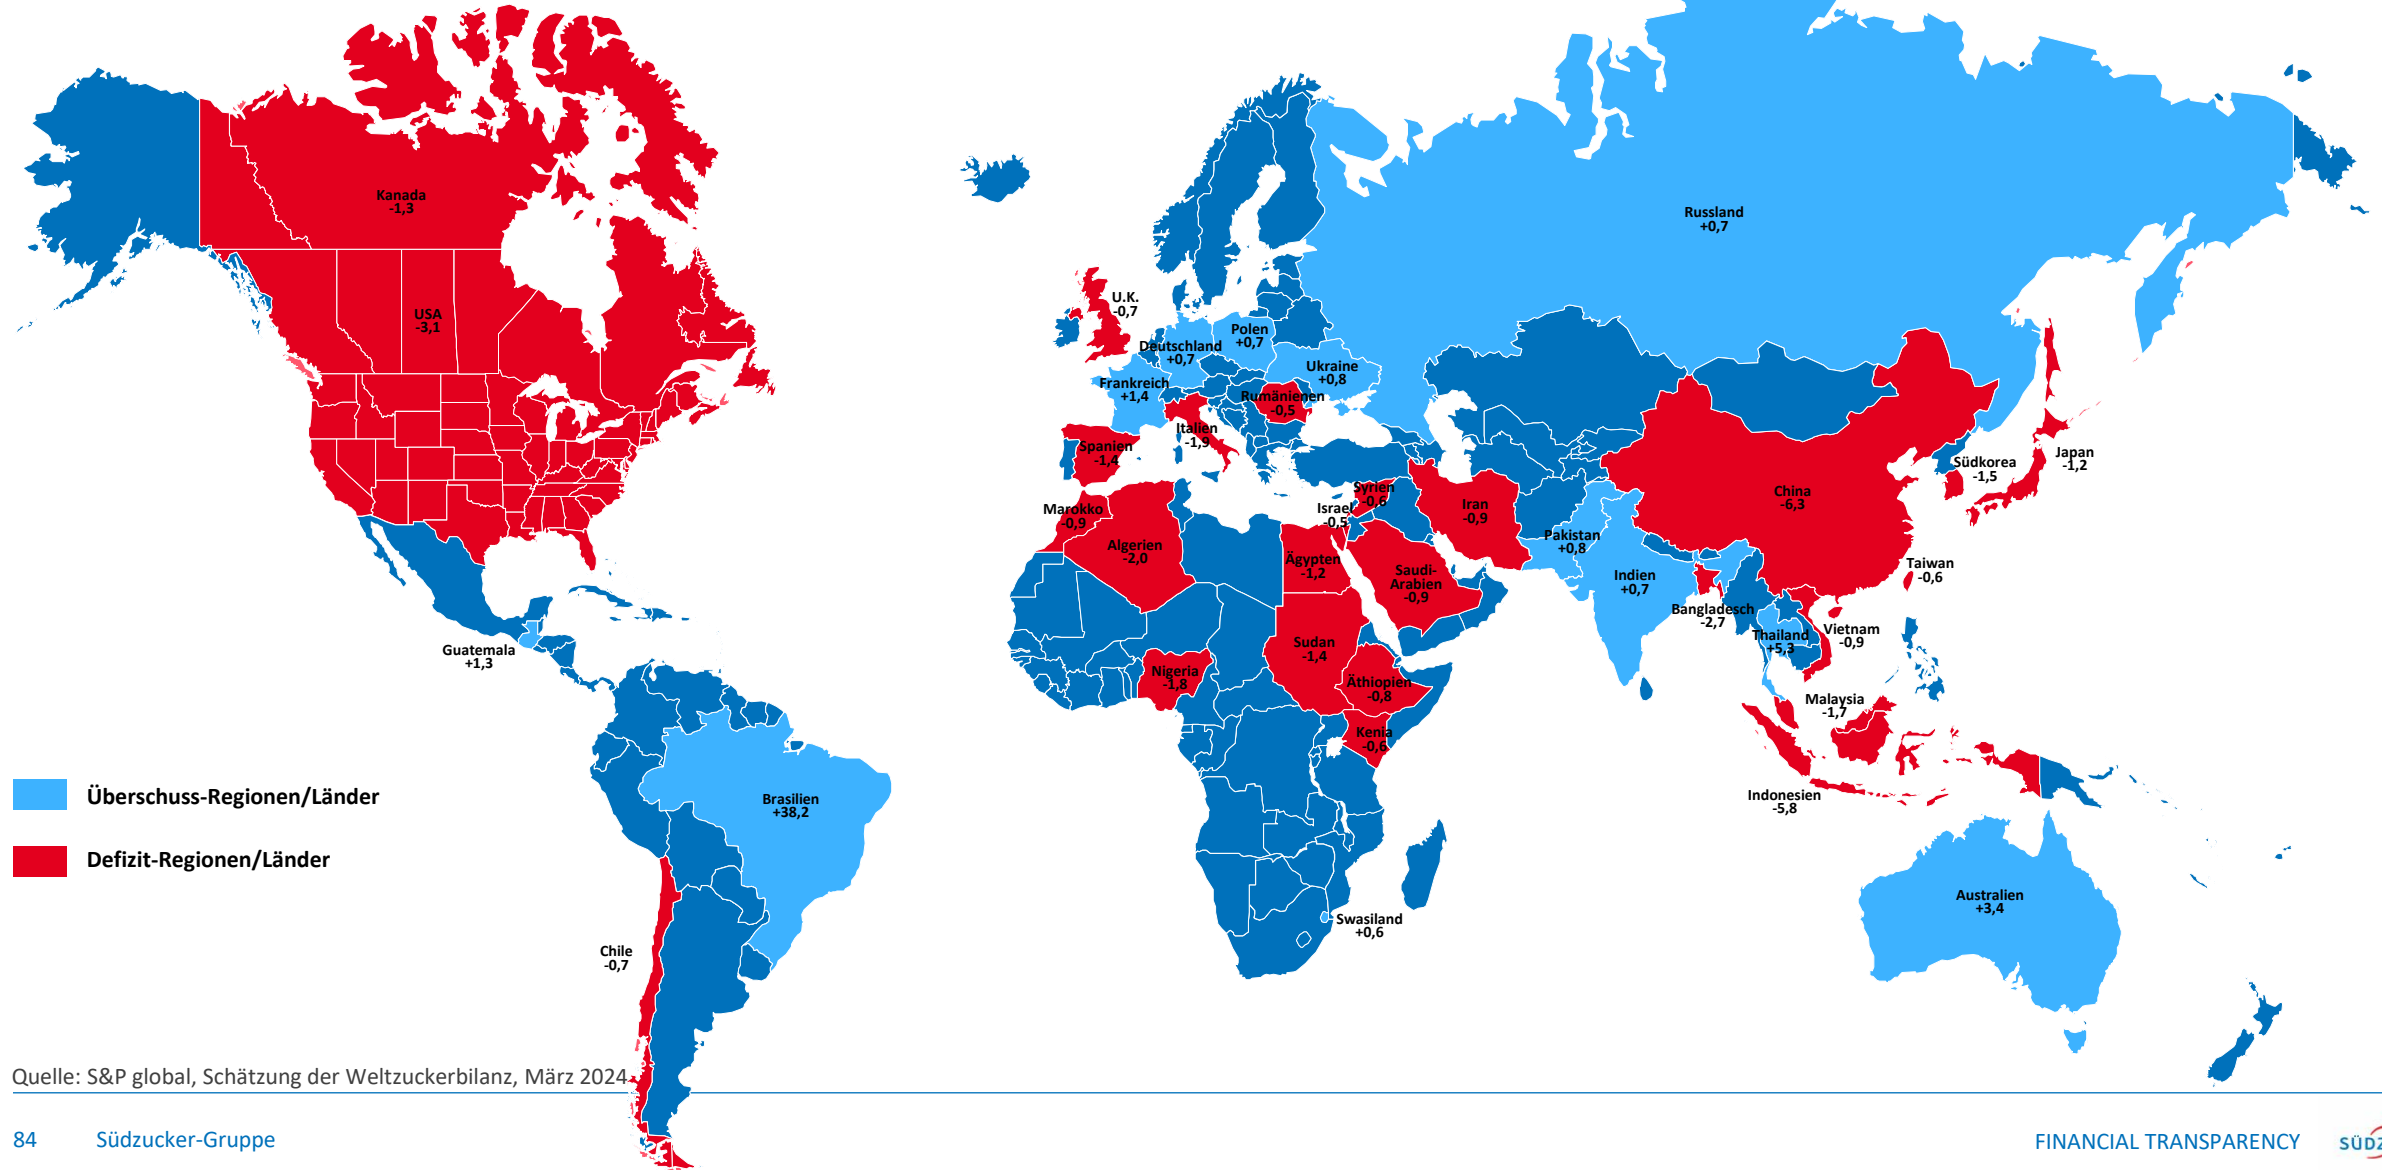 Kanada
-1,3
USA
-3,1
Guatemala
+1,3
Brasilien
+38,2
Chile
-0,7
Russland
+0,7
U.K.
-0,7
Polen
+0,7
Deutschland
+0,7
Ukraine
+0,8
Frankreich
+1,4
Rumänienen
-0,5
Italien
-1,9
Spanien
-1,4
Marokko
-0,9
Algerien
-2,0
Syrien
-0,6
Israel
-0,5
Iran
-0,9
Ägypten
-1,2
Saudi-
Arabien
-0,9
Sudan
-1,4
Nigeria
-1,8
Äthiopien
-0,8
Kenia
-0,6
Swasiland
+0,6
Pakistan
+0,8
Indien
+0,7
Bangladesch
-2,7
China
-6,3
Südkorea
-1,5
Japan
-1,2
Taiwan
-0,6
Thailand
+5,3
Vietnam
-0,9
Malaysia
-1,7
Indonesien
-5,8
Australien
+3,4
Überschuss-Regionen/Länder
Defizit-Regionen/Länder
Quelle: S&P global, Schätzung der Weltzuckerbilanz, März 2024
84 Südzucker-Gruppe
FINANCIAL TRANSPARENCY